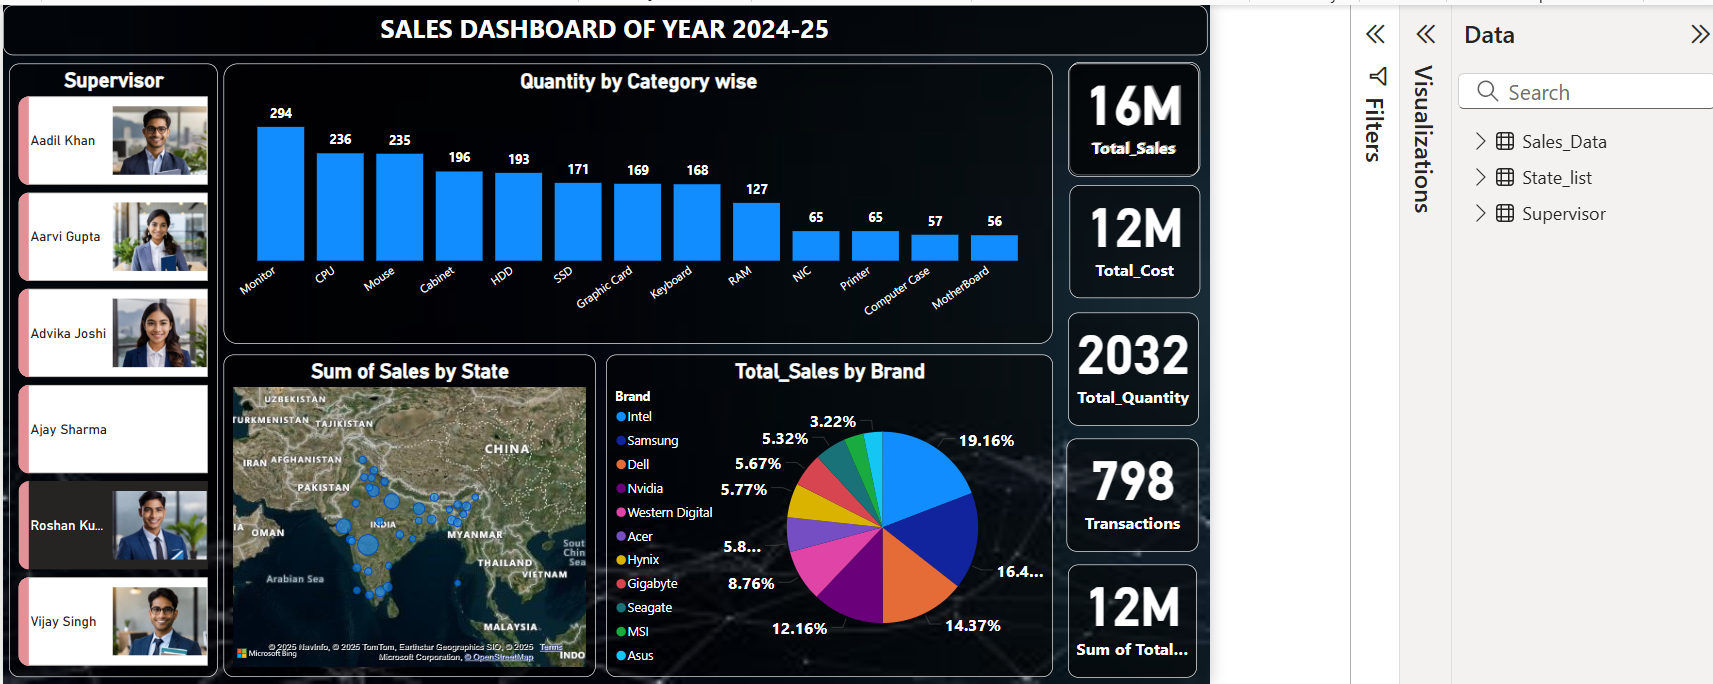 SALES DASHBOARD OF YEAR 2024-25
Supervisor
Aadil Khan
Aarvi Gupta
Advika Joshi
Ajay Sharma
Roshan Ku...
Vijay Singh
Quantity by Category wise
294
236
235
196
193
171
169
168
127
65
65
57
56
Monitor
CPU
Mouse
Cabinet
HDD
SSD
Graphic Card
Keyboard
RAM
NIC
Printer
Computer Case
MotherBoard
Sum of Sales by State
UZBEKISTAN
TURKMENISTAN
TAJIKISTAN
CHINA
IRAN
AFGHANISTAN
PAKISTAN
INDIA
IA
OMAN
MYANMAR
South
Chin
Sea
THAILAND
VIETNAM
Arabian Sea
MALAYSIA
INDO
Microsoft Bing
© 2025 NavInfo, © 2025 TomTom, Earthstar Geographics SIO, © 2025
Microsoft Corporation, © OpenStreetMap
Terms
Total_Sales by Brand
Brand
Intel
Samsung
Dell
Nvidia
Western Digital
Acer
Hynix
Gigabyte
Seagate
MSI
Asus
19.16%
16.4...
14.37%
12.16%
8.76%
5.8...
5.77%
5.67%
5.32%
3.22%
16M
Total_Sales
12M
Total_Cost
2032
Total_Quantity
798
Transactions
12M
Sum of Total...
Filters
Visualizations
Data
Search
Sales_Data
State_list
Supervisor